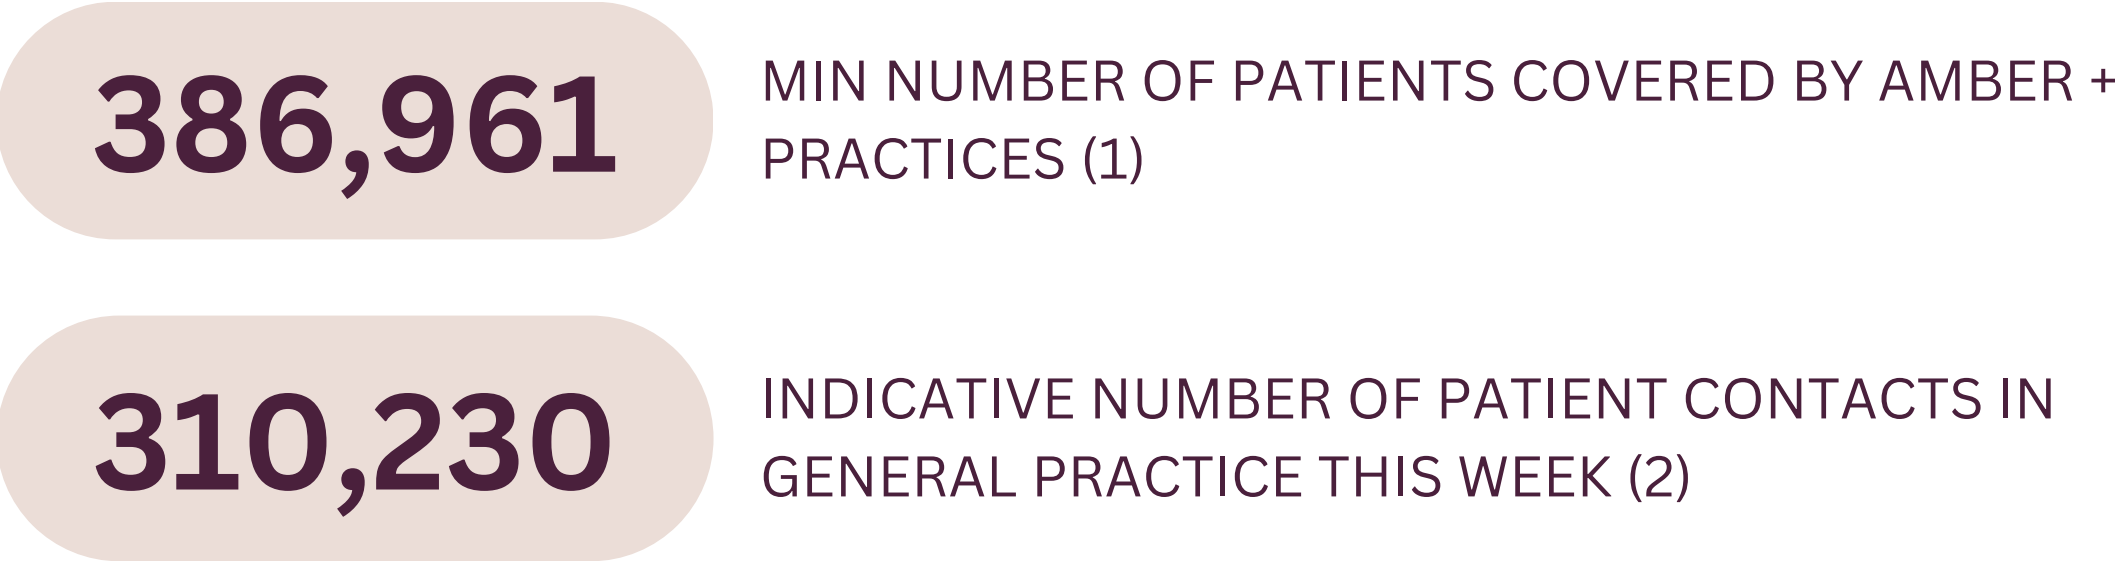 386,961
MIN NUMBER OF PATIENTS COVERED BY AMBER +
PRACTICES (1)
310,230
INDICATIVE NUMBER OF PATIENT CONTACTS IN
GENERAL PRACTICE THIS WEEK (2)